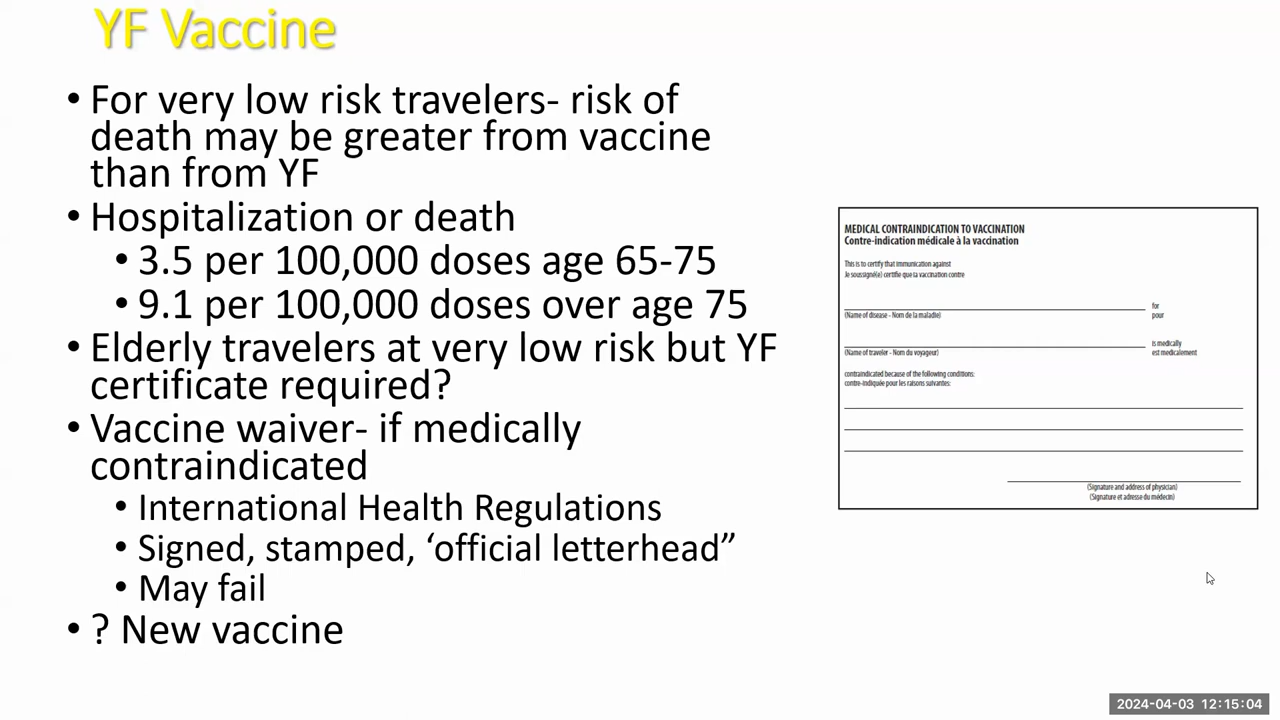 YF Vaccine
• For very low risk travelers- risk of
death may be greater from vaccine
than from YF
• Hospitalization or death
• 3.5 per 100,000 doses age 65-75
• 9.1 per 100,000 doses over age 75
• Elderly travelers at very low risk but YF
certificate required?
• Vaccine waiver- if medically
contraindicated
• International Health Regulations
• Signed, stamped, ‘official letterhead”
• May fail
• ? New vaccine
MEDICAL CONTRAINDICATION TO VACCINATION
Contre-indication médicale à la vaccination
This is to certify that immunication against
Je soussigné(e) certifie que la vaccination contre
for
(Name of disease - Nom de la maladie)
pour
is medically
(Name of traveler - Nom du voyageur)
est medicalement
contraindicated because of the following conditions:
contre-indiquée pour les raisons suivantes:
(Signature and address of physician)
(Signature et adresse du médecin)
2024-04-03 12:15:04